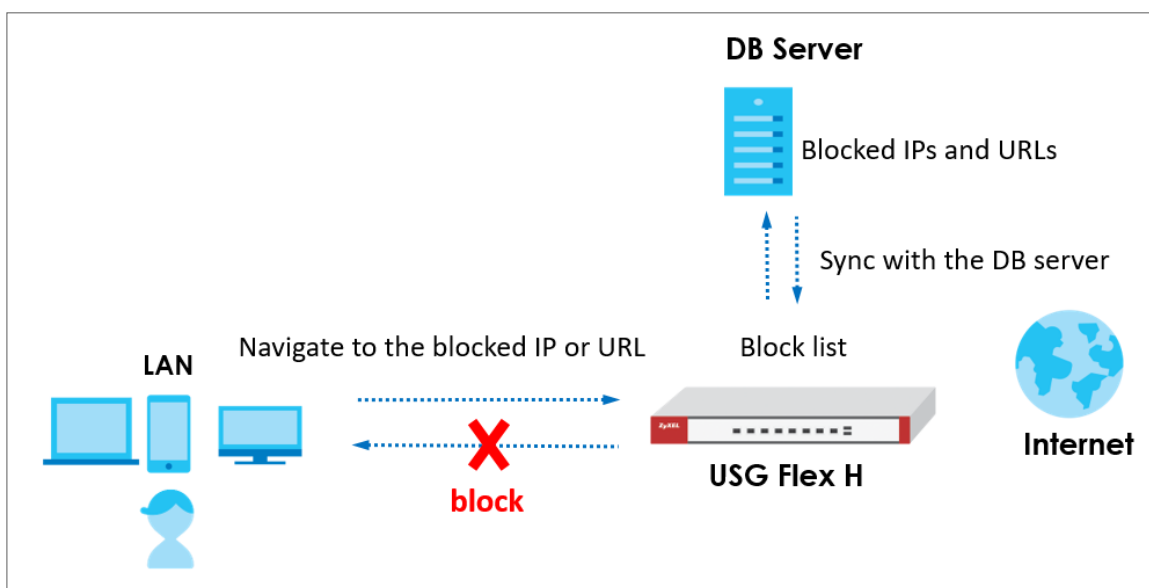 DB Server
Blocked IPs and URLs
Sync with the DB server
Navigate to the blocked IP or URL
Block list
LAN
ZyXEL
block
USG Flex H
Internet